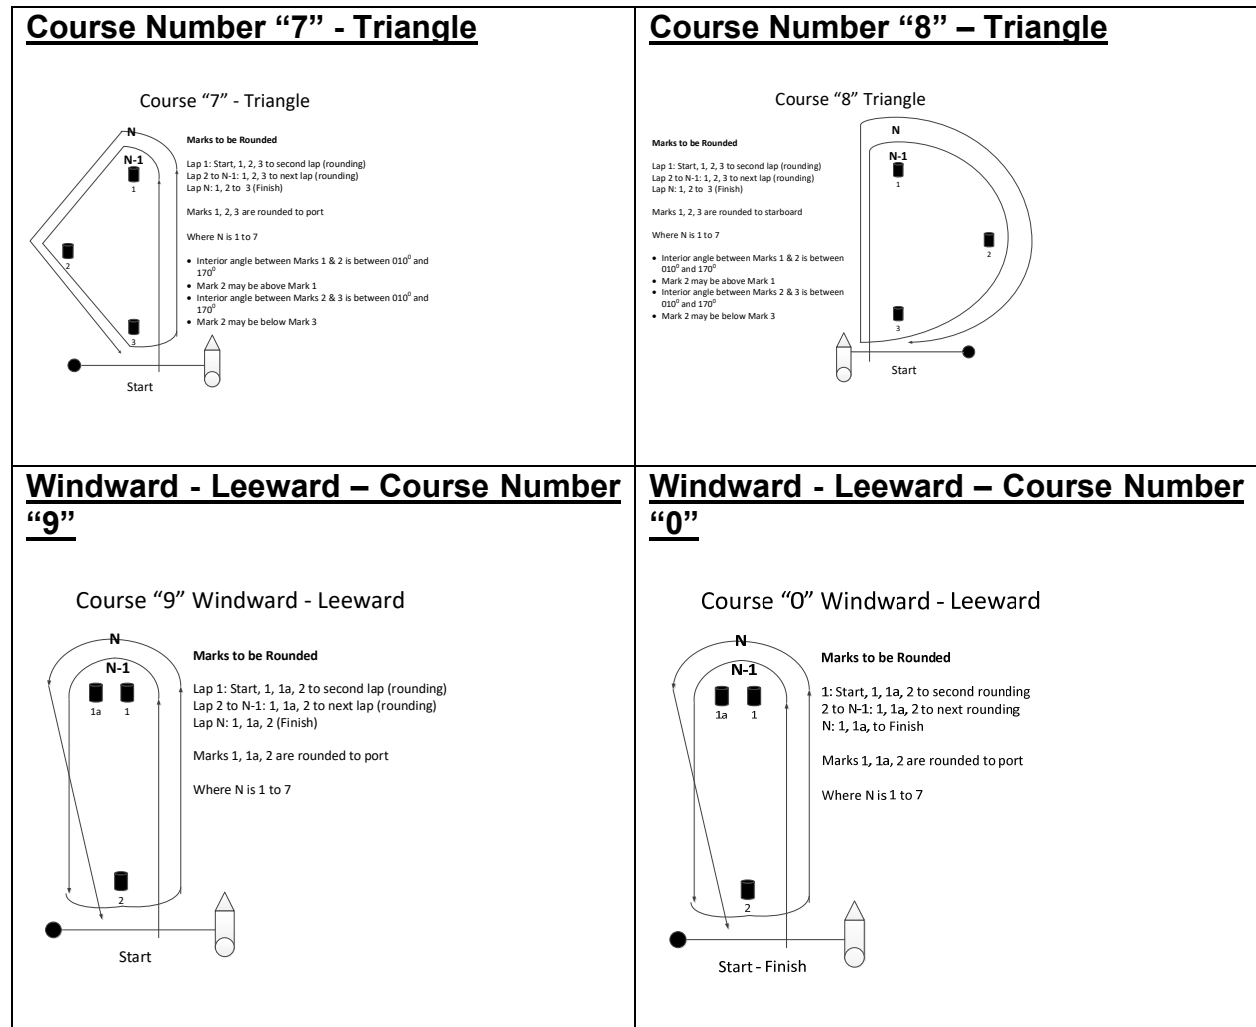 Course Number “7” - Triangle
Course “7” - Triangle
N
N-1
1
2
3
Start
Marks to be Rounded
Lap 1: Start, 1, 2, 3 to second lap (rounding)
Lap 2 to N-1: 1, 2, 3 to next lap (rounding)
Lap N: 1, 2 to  3 (Finish)
Marks 1, 2, 3 are rounded to port
Where N is 1 to 7
• Interior angle between Marks 1 & 2 is between 010⁰ and
170⁰
• Mark 2 may be above Mark 1
• Interior angle between Marks 2 & 3 is between 010⁰ and
170⁰
• Mark 2 may be below Mark 3
Course Number “8” – Triangle
Course “8” Triangle
Marks to be Rounded
Lap 1: Start, 1, 2, 3 to second lap (rounding)
Lap 2 to N-1: 1, 2, 3 to next lap (rounding)
Lap N: 1, 2 to  3 (Finish)
Marks 1, 2, 3 are rounded to starboard
Where N is 1 to 7
• Interior angle between Marks 1 & 2 is between
010⁰ and 170⁰
• Mark 2 may be above Mark 1
• Interior angle between Marks 2 & 3 is between
010⁰ and 170⁰
• Mark 2 may be below Mark 3
N
N-1
1
2
3
Start
Windward - Leeward – Course Number
“9”
Course “9” Windward - Leeward
N
N-1
1a 1
2
Start
Marks to be Rounded
Lap 1: Start, 1, 1a, 2 to second lap (rounding)
Lap 2 to N-1: 1, 1a, 2 to next lap (rounding)
Lap N: 1, 1a, 2 (Finish)
Marks 1, 1a, 2 are rounded to port
Where N is 1 to 7
Windward - Leeward – Course Number
“0”
Course “0” Windward - Leeward
N
N-1
1a 1
2
Start - Finish
Marks to be Rounded
1: Start, 1, 1a, 2 to second rounding
2 to N-1: 1, 1a, 2 to next rounding
N: 1, 1a, to Finish
Marks 1, 1a, 2 are rounded to port
Where N is 1 to 7